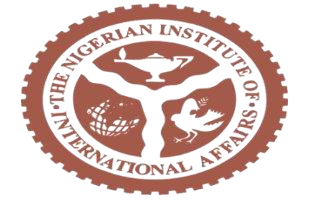 ·THE NIGERIAN INSTITUTE OF·
INTERNATIONAL AFFAIRS